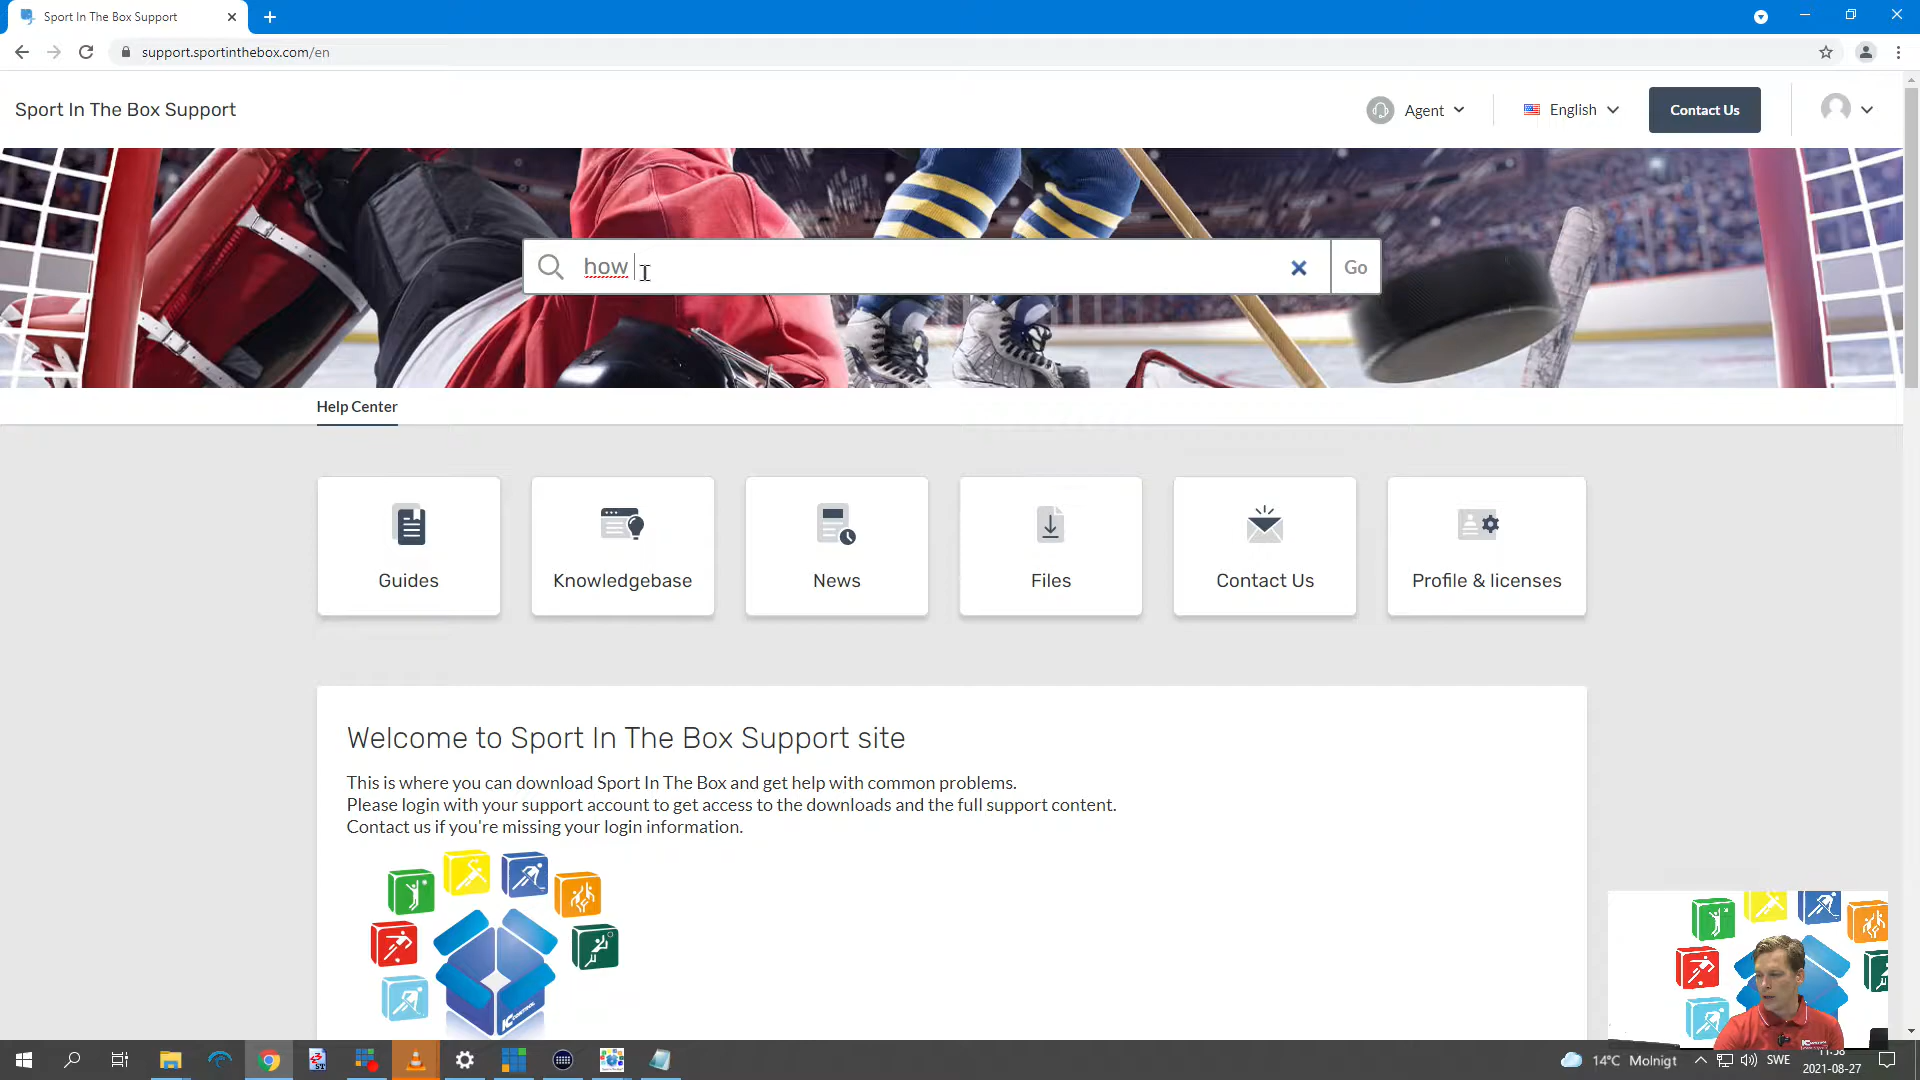 Sport In The Box Support
support.sportinthebox.com/en
Sport In The Box Support
Agent
English
Contact Us
how
Go
Help Center
Guides
Knowledgebase
News
Files
Contact Us
Profile & licenses
Welcome to Sport In The Box Support site
This is where you can download Sport In The Box and get help with common problems.
Please login with your support account to get access to the downloads and the full support content.
Contact us if you're missing your login information.
14°C Molnigt
SWE
2021-08-27